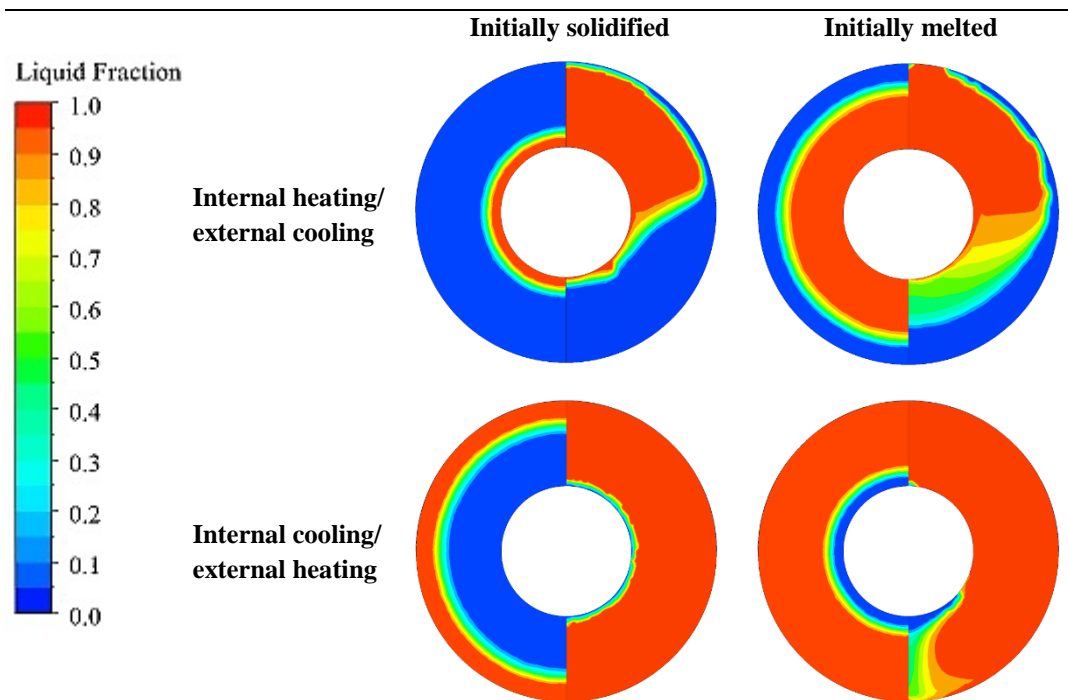 Initially solidified
Initially melted
Liquid Fraction
1.0
0.9
0.8
0.7
0.6
0.5
0.4
0.3
0.2
0.1
0.0
Internal heating/
external cooling
Internal cooling/
external heating